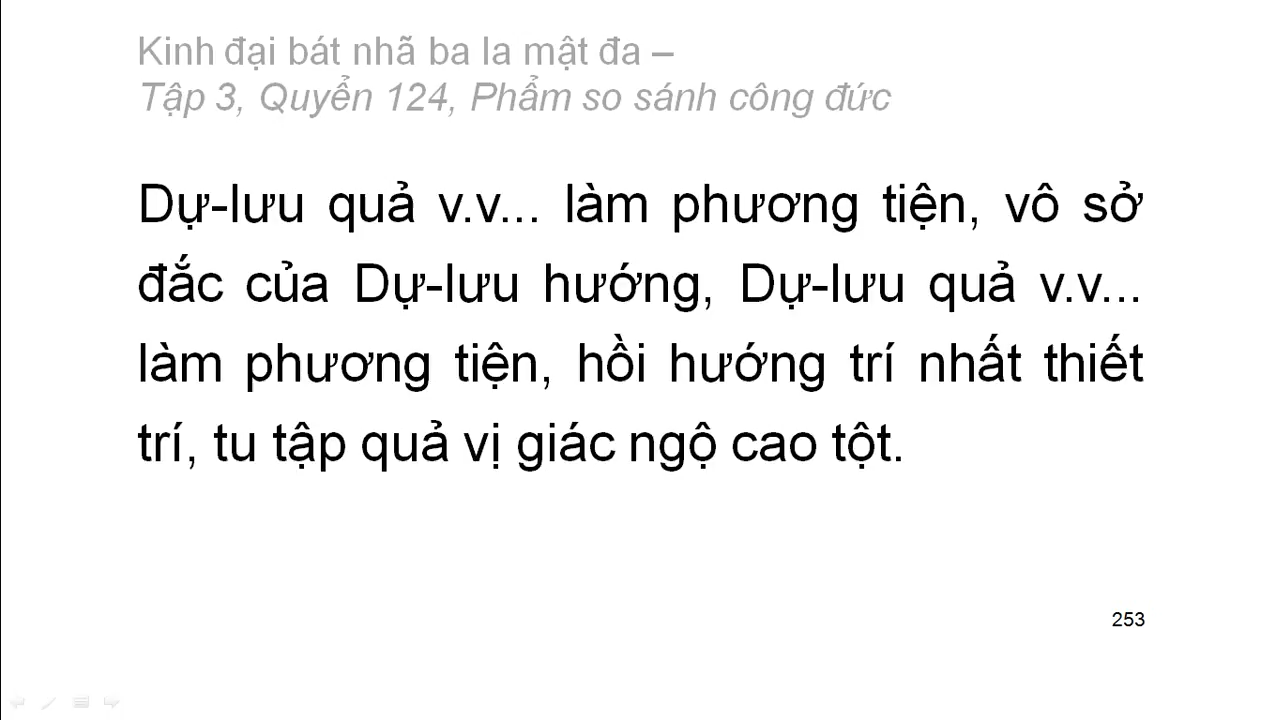 Kinh đại bát nhã ba la mật đa –
Tập 3, Quyển 124, Phẩm so sánh công đức
Dự-lưu quả v.v... làm phương tiện, vô sở
đắc của Dự-lưu hướng, Dự-lưu quả v.v...
làm phương tiện, hồi hướng trí nhất thiết
trí, tu tập quả vị giác ngộ cao tột.
253